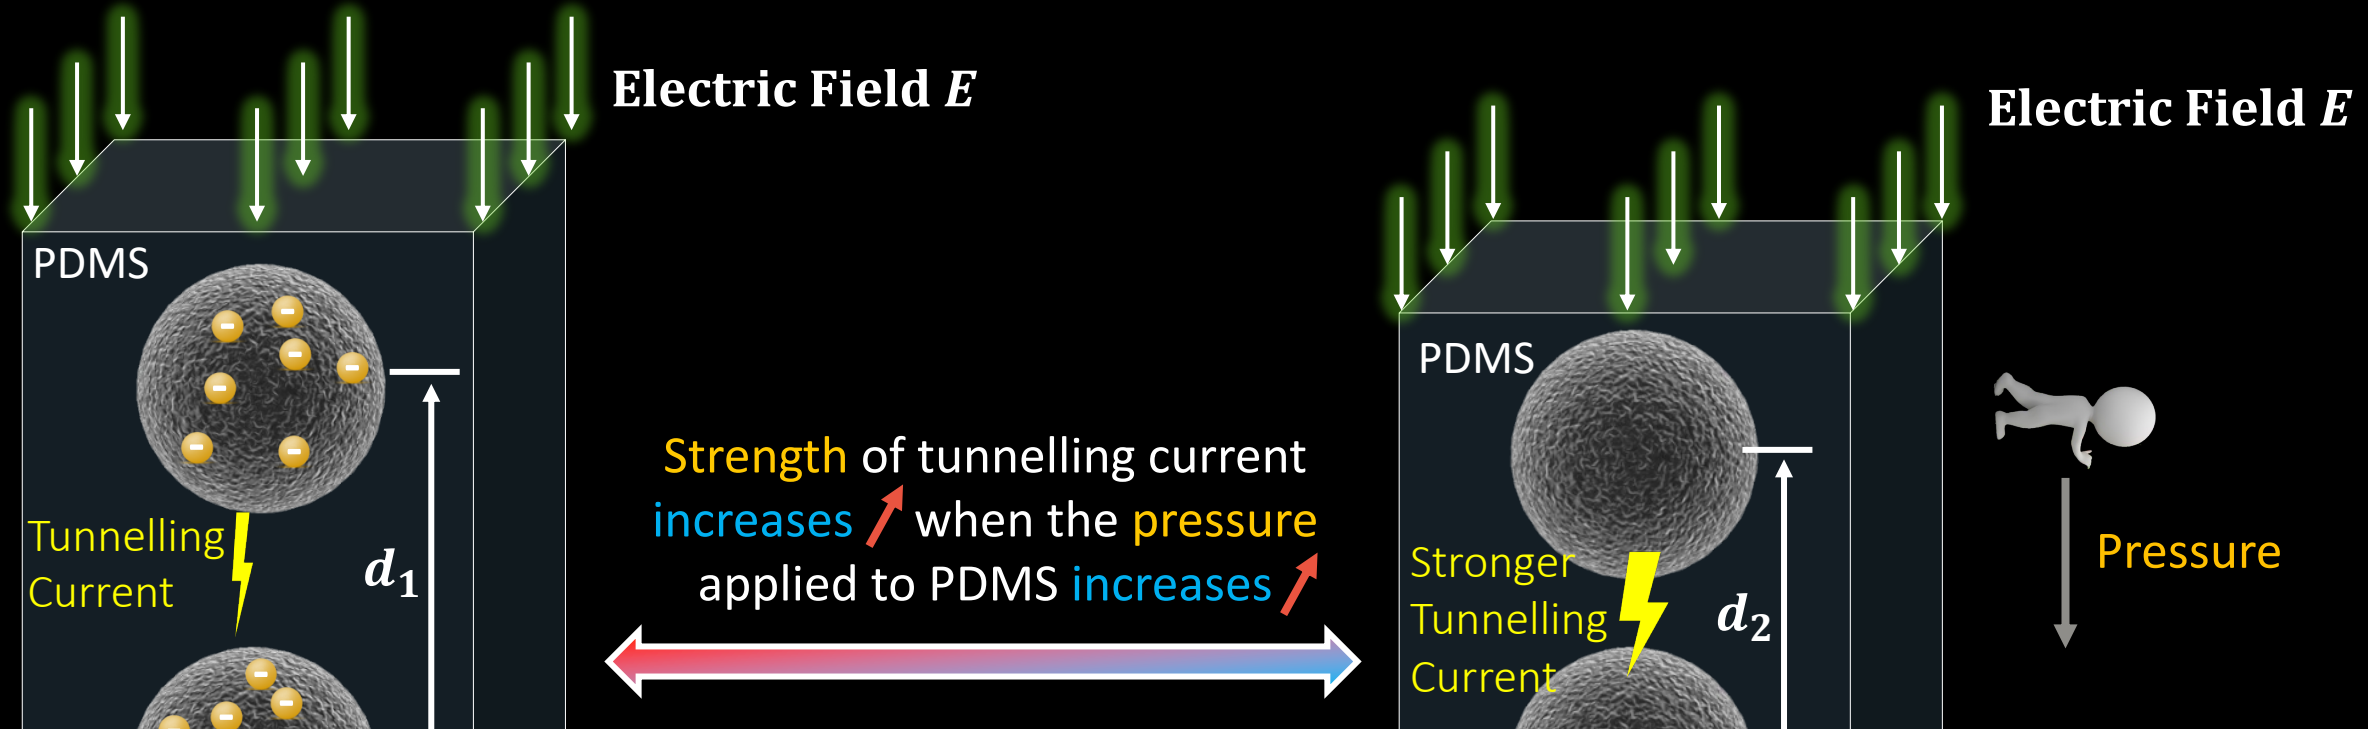 Electric Field E
Electric Field E
PDMS
PDMS
Strength of tunnelling current
increases when the pressure
applied to PDMS increases
Tunnelling
Current
d1
Stronger
Tunnelling
Current
d2
Pressure